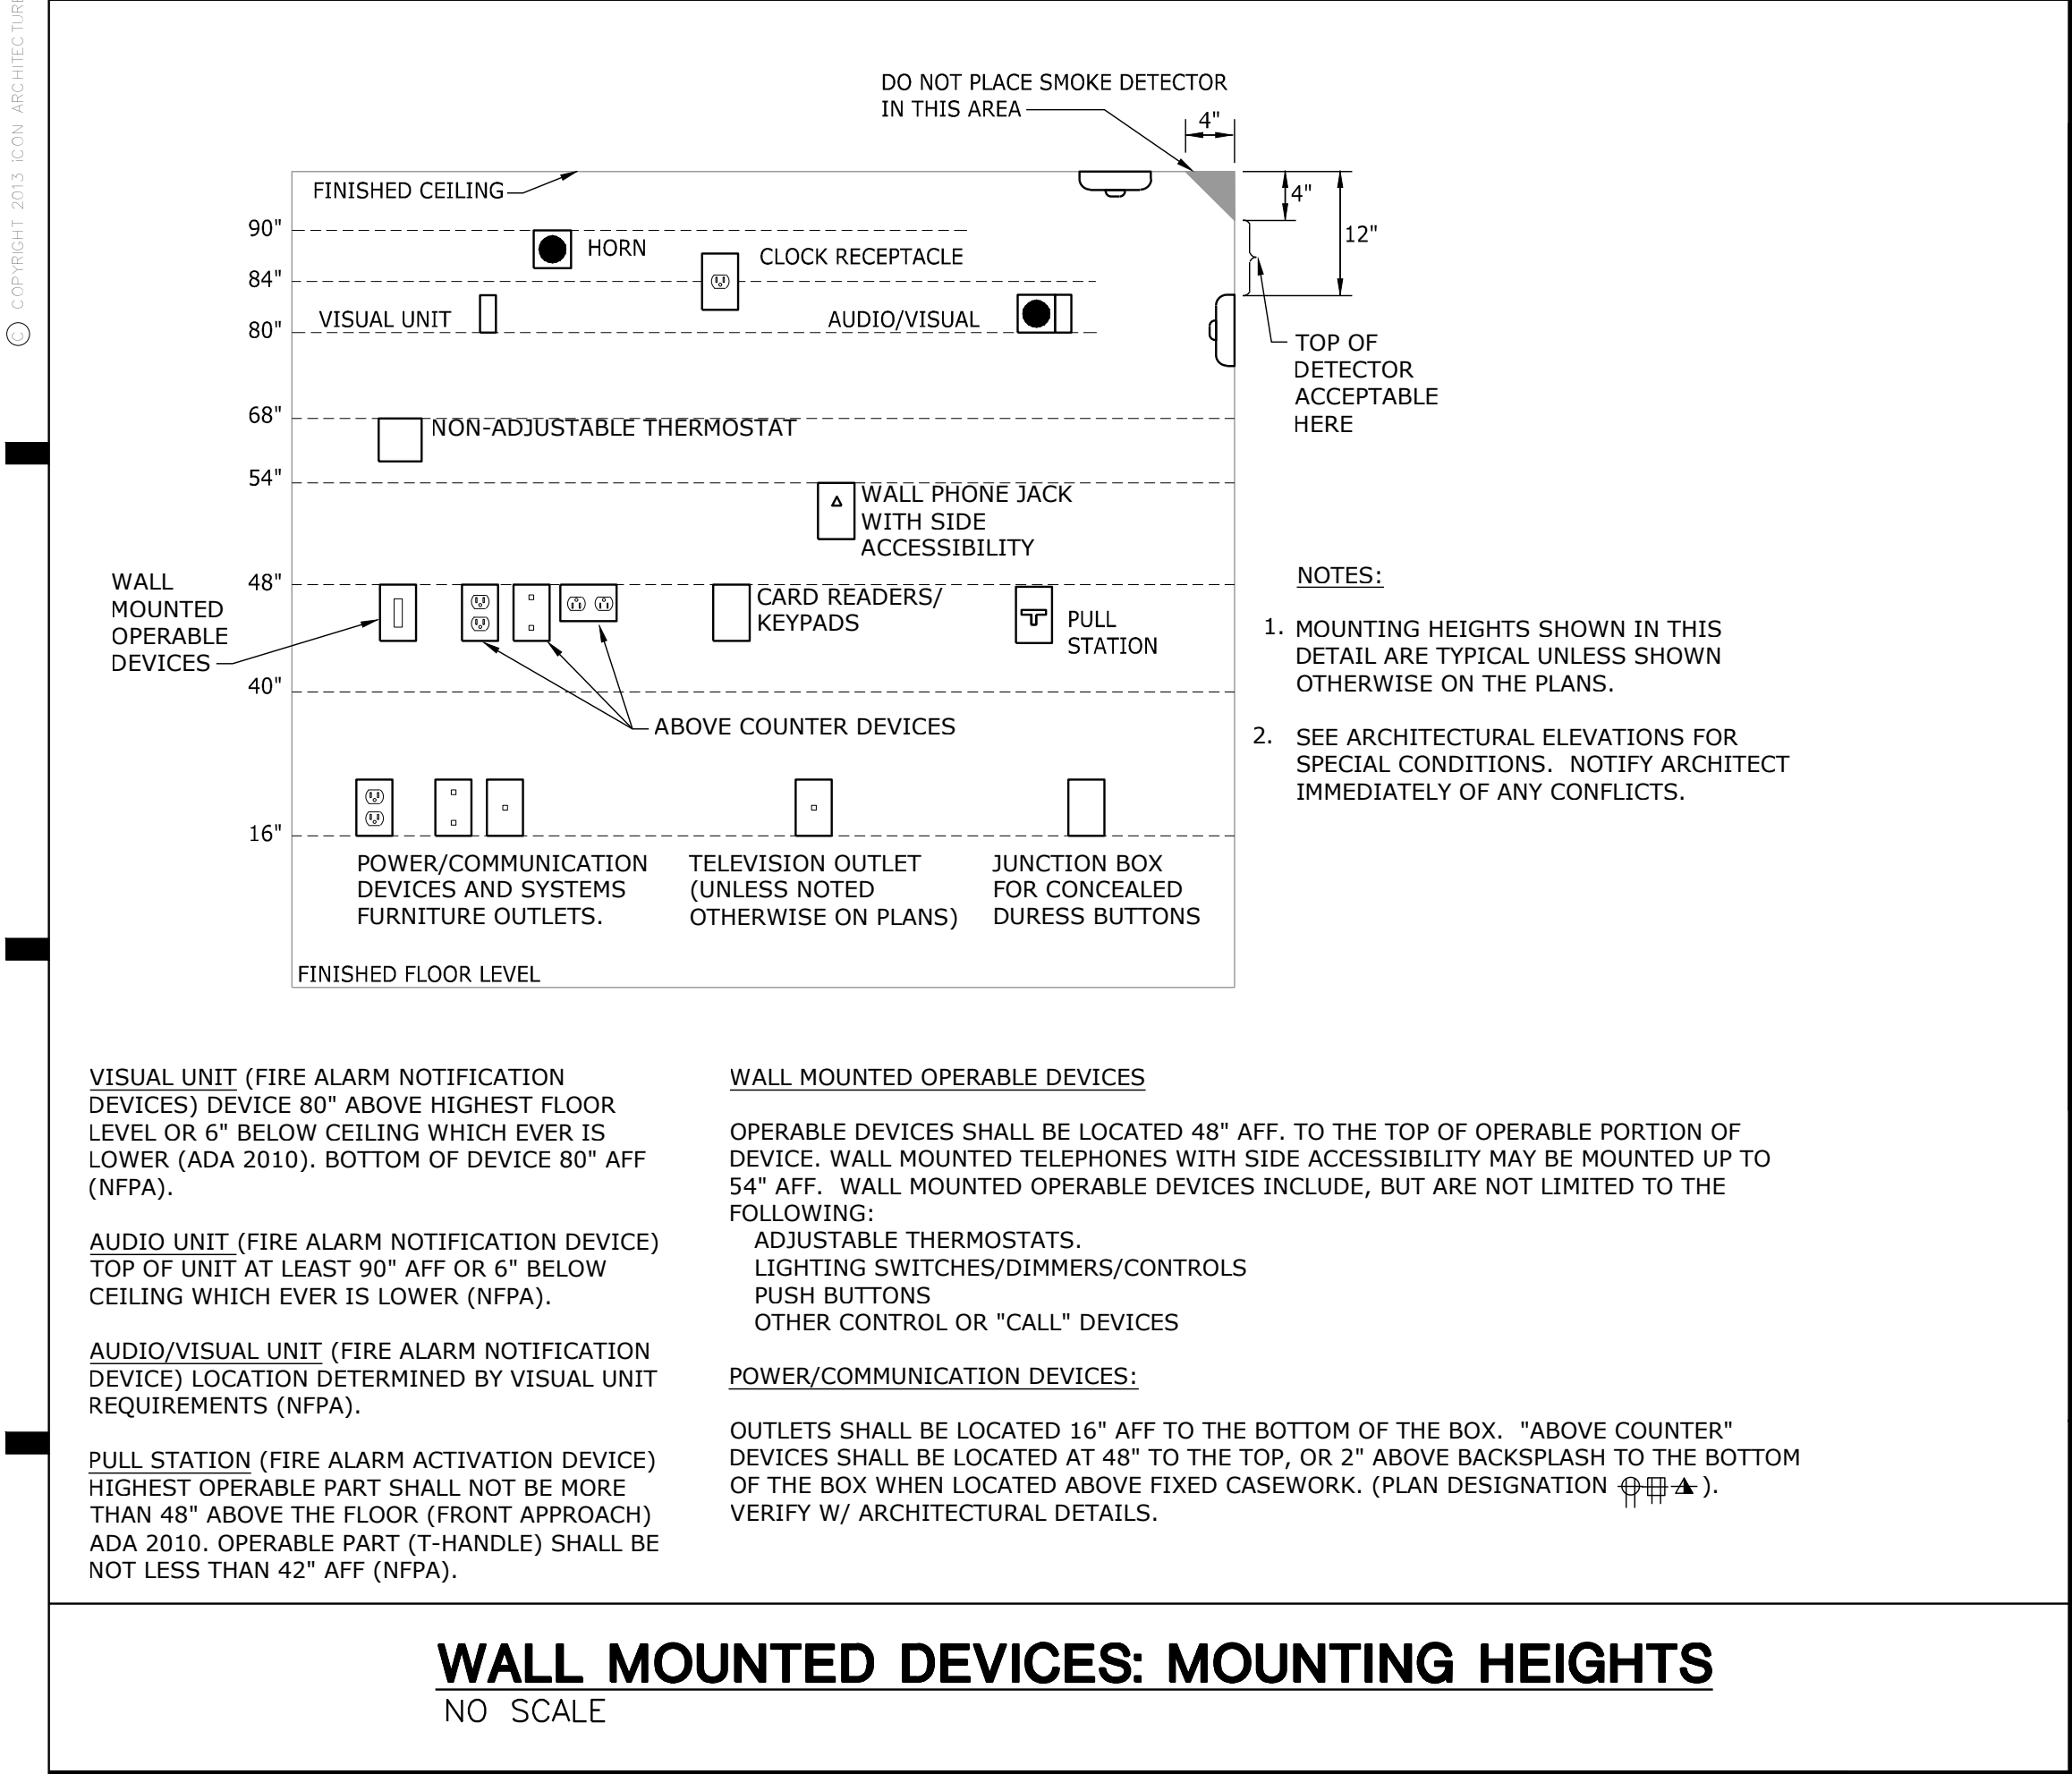 © COPYRIGHT 2013 iCON ARCHITECTURE
DO NOT PLACE SMOKE DETECTOR
IN THIS AREA
4"
FINISHED CEILING
4"
12"
90"
HORN
CLOCK RECEPTACLE
84"
VISUAL UNIT
AUDIO/VISUAL
80"
TOP OF
DETECTOR
ACCEPTABLE
HERE
68"
NON-ADJUSTABLE THERMOSTAT
54"
WALL PHONE JACK
WITH SIDE
ACCESSIBILITY
WALL
MOUNTED
OPERABLE
DEVICES
48"
CARD READERS/
KEYPADS
PULL
STATION
40"
ABOVE COUNTER DEVICES
16"
POWER/COMMUNICATION
DEVICES AND SYSTEMS
FURNITURE OUTLETS.
TELEVISION OUTLET
(UNLESS NOTED
OTHERWISE ON PLANS)
JUNCTION BOX
FOR CONCEALED
DURESS BUTTONS
FINISHED FLOOR LEVEL
NOTES:
1. MOUNTING HEIGHTS SHOWN IN THIS
DETAIL ARE TYPICAL UNLESS SHOWN
OTHERWISE ON THE PLANS.
2. SEE ARCHITECTURAL ELEVATIONS FOR
SPECIAL CONDITIONS. NOTIFY ARCHITECT
IMMEDIATELY OF ANY CONFLICTS.
VISUAL UNIT (FIRE ALARM NOTIFICATION
DEVICES) DEVICE 80" ABOVE HIGHEST FLOOR
LEVEL OR 6" BELOW CEILING WHICH EVER IS
LOWER (ADA 2010). BOTTOM OF DEVICE 80" AFF
(NFPA).
AUDIO UNIT (FIRE ALARM NOTIFICATION DEVICE)
TOP OF UNIT AT LEAST 90" AFF OR 6" BELOW
CEILING WHICH EVER IS LOWER (NFPA).
AUDIO/VISUAL UNIT (FIRE ALARM NOTIFICATION
DEVICE) LOCATION DETERMINED BY VISUAL UNIT
REQUIREMENTS (NFPA).
PULL STATION (FIRE ALARM ACTIVATION DEVICE)
HIGHEST OPERABLE PART SHALL NOT BE MORE
THAN 48" ABOVE THE FLOOR (FRONT APPROACH)
ADA 2010. OPERABLE PART (T-HANDLE) SHALL BE
NOT LESS THAN 42" AFF (NFPA).
WALL MOUNTED OPERABLE DEVICES
OPERABLE DEVICES SHALL BE LOCATED 48" AFF. TO THE TOP OF OPERABLE PORTION OF
DEVICE. WALL MOUNTED TELEPHONES WITH SIDE ACCESSIBILITY MAY BE MOUNTED UP TO
54" AFF. WALL MOUNTED OPERABLE DEVICES INCLUDE, BUT ARE NOT LIMITED TO THE
FOLLOWING:
ADJUSTABLE THERMOSTATS.
LIGHTING SWITCHES/DIMMERS/CONTROLS
PUSH BUTTONS
OTHER CONTROL OR "CALL" DEVICES
POWER/COMMUNICATION DEVICES:
OUTLETS SHALL BE LOCATED 16" AFF TO THE BOTTOM OF THE BOX. "ABOVE COUNTER"
DEVICES SHALL BE LOCATED AT 48" TO THE TOP, OR 2" ABOVE BACKSPLASH TO THE BOTTOM
OF THE BOX WHEN LOCATED ABOVE FIXED CASEWORK. (PLAN DESIGNATION ).
VERIFY W/ ARCHITECTURAL DETAILS.
WALL MOUNTED DEVICES: MOUNTING HEIGHTS
NO SCALE